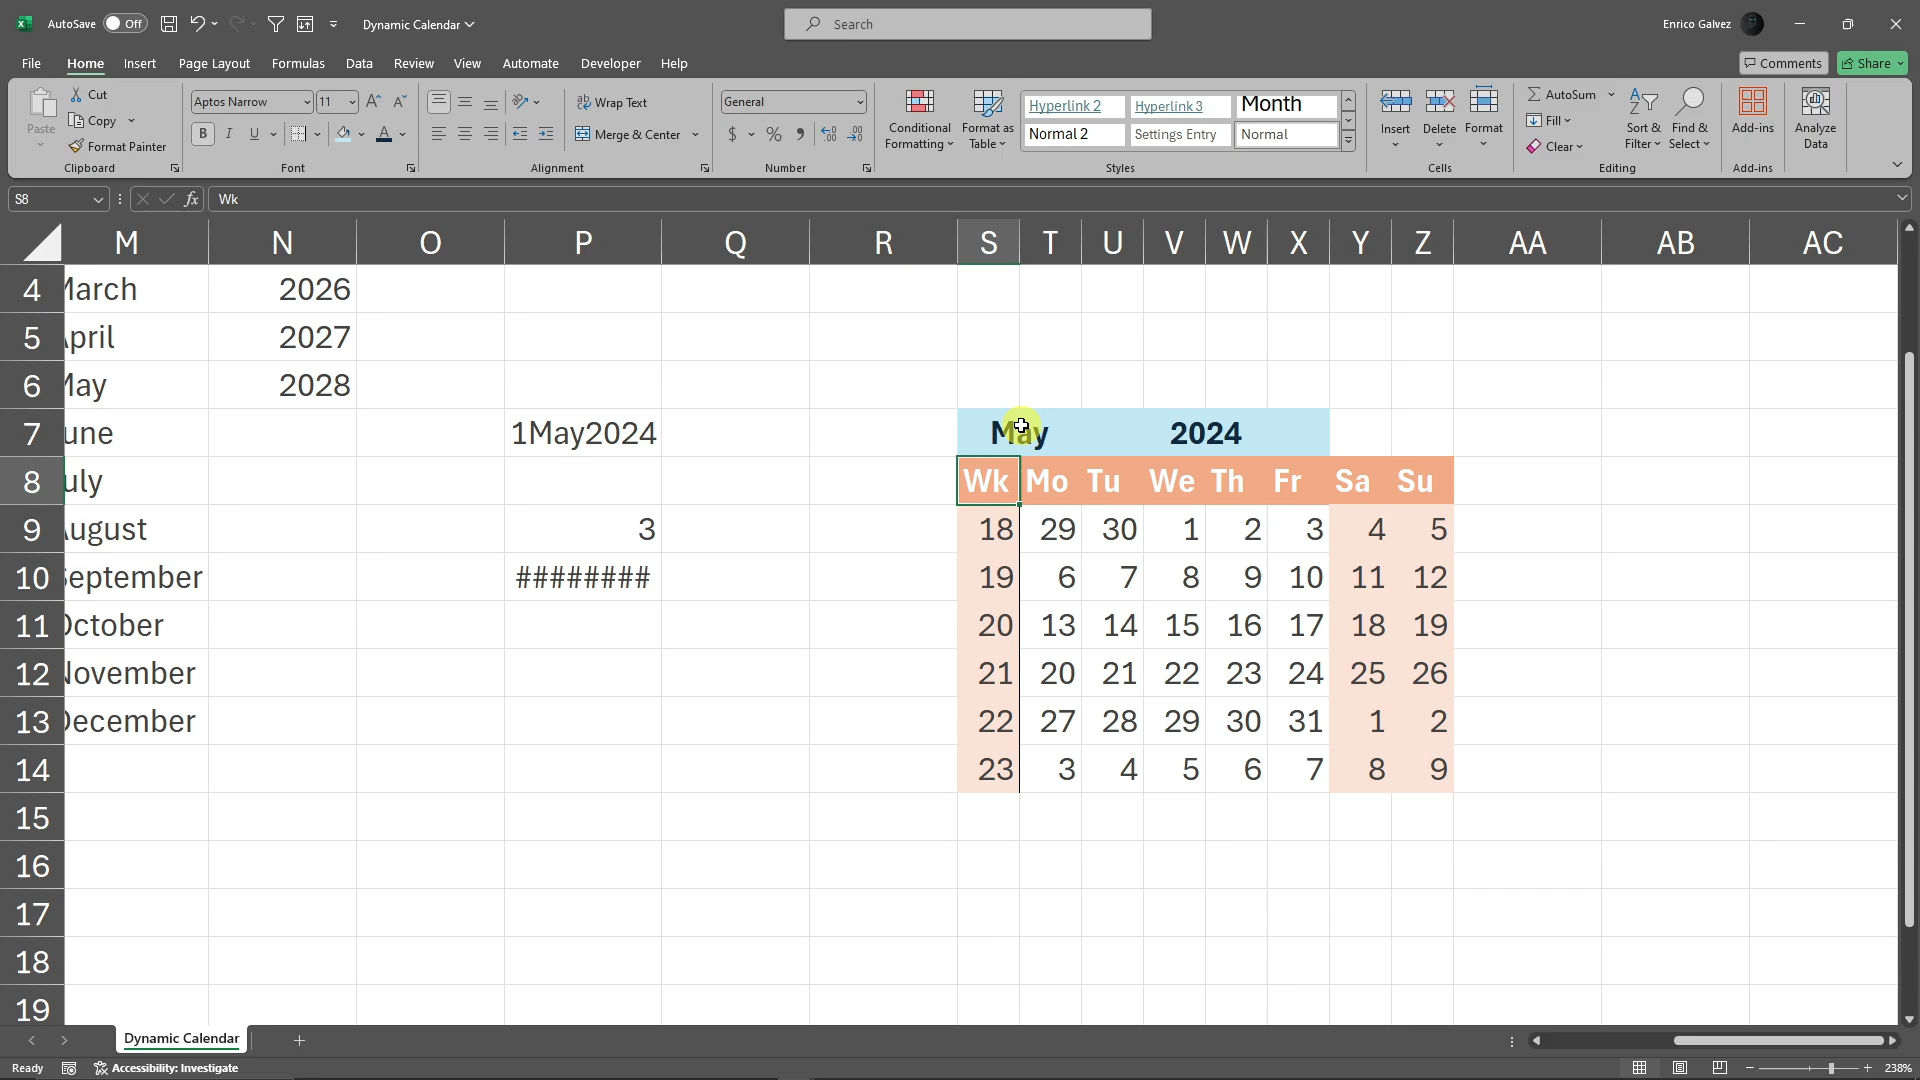 AutoSave Off Dynamic Calendar Search Enrico Galvez
File Home Insert Page Layout Formulas Data Review View Automate Developer Help Comments Share
Paste Cut Copy Format Painter Clipboard
Aptos Narrow 11 B I U A Font
Wrap Text Merge & Center Alignment
General $ % Number
Conditional Formatting Format as Table
Hyperlink 2 Hyperlink 3 Month
Normal 2 Settings Entry Normal
Styles
Insert Delete Format Cells
AutoSum Fill Clear Sort & Filter Find & Select Editing
Add-ins Add-ins
Analyze Data
S8 fx Wk
M N O P Q R S T U V W X Y Z AA AB AC
4 March 2026
5 April 2027
6 May 2028
7 June 1May2024 May 2024
8 July Wk Mo Tu We Th Fr Sa Su
9 August 3 18 29 30 1 2 3 4 5
10 September ######## 19 6 7 8 9 10 11 12
11 October 20 13 14 15 16 17 18 19
12 November 21 20 21 22 23 24 25 26
13 December 22 27 28 29 30 31 1 2
14 23 3 4 5 6 7 8 9
15
16
17
18
19
Dynamic Calendar
Ready Accessibility: Investigate 238%